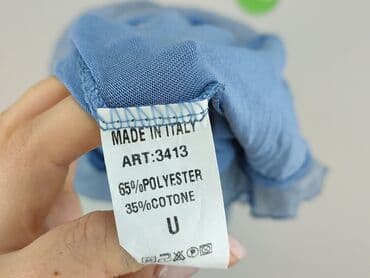 MADE IN ITALY
ART:3413
65%POLYESTER
35%COTONE
U